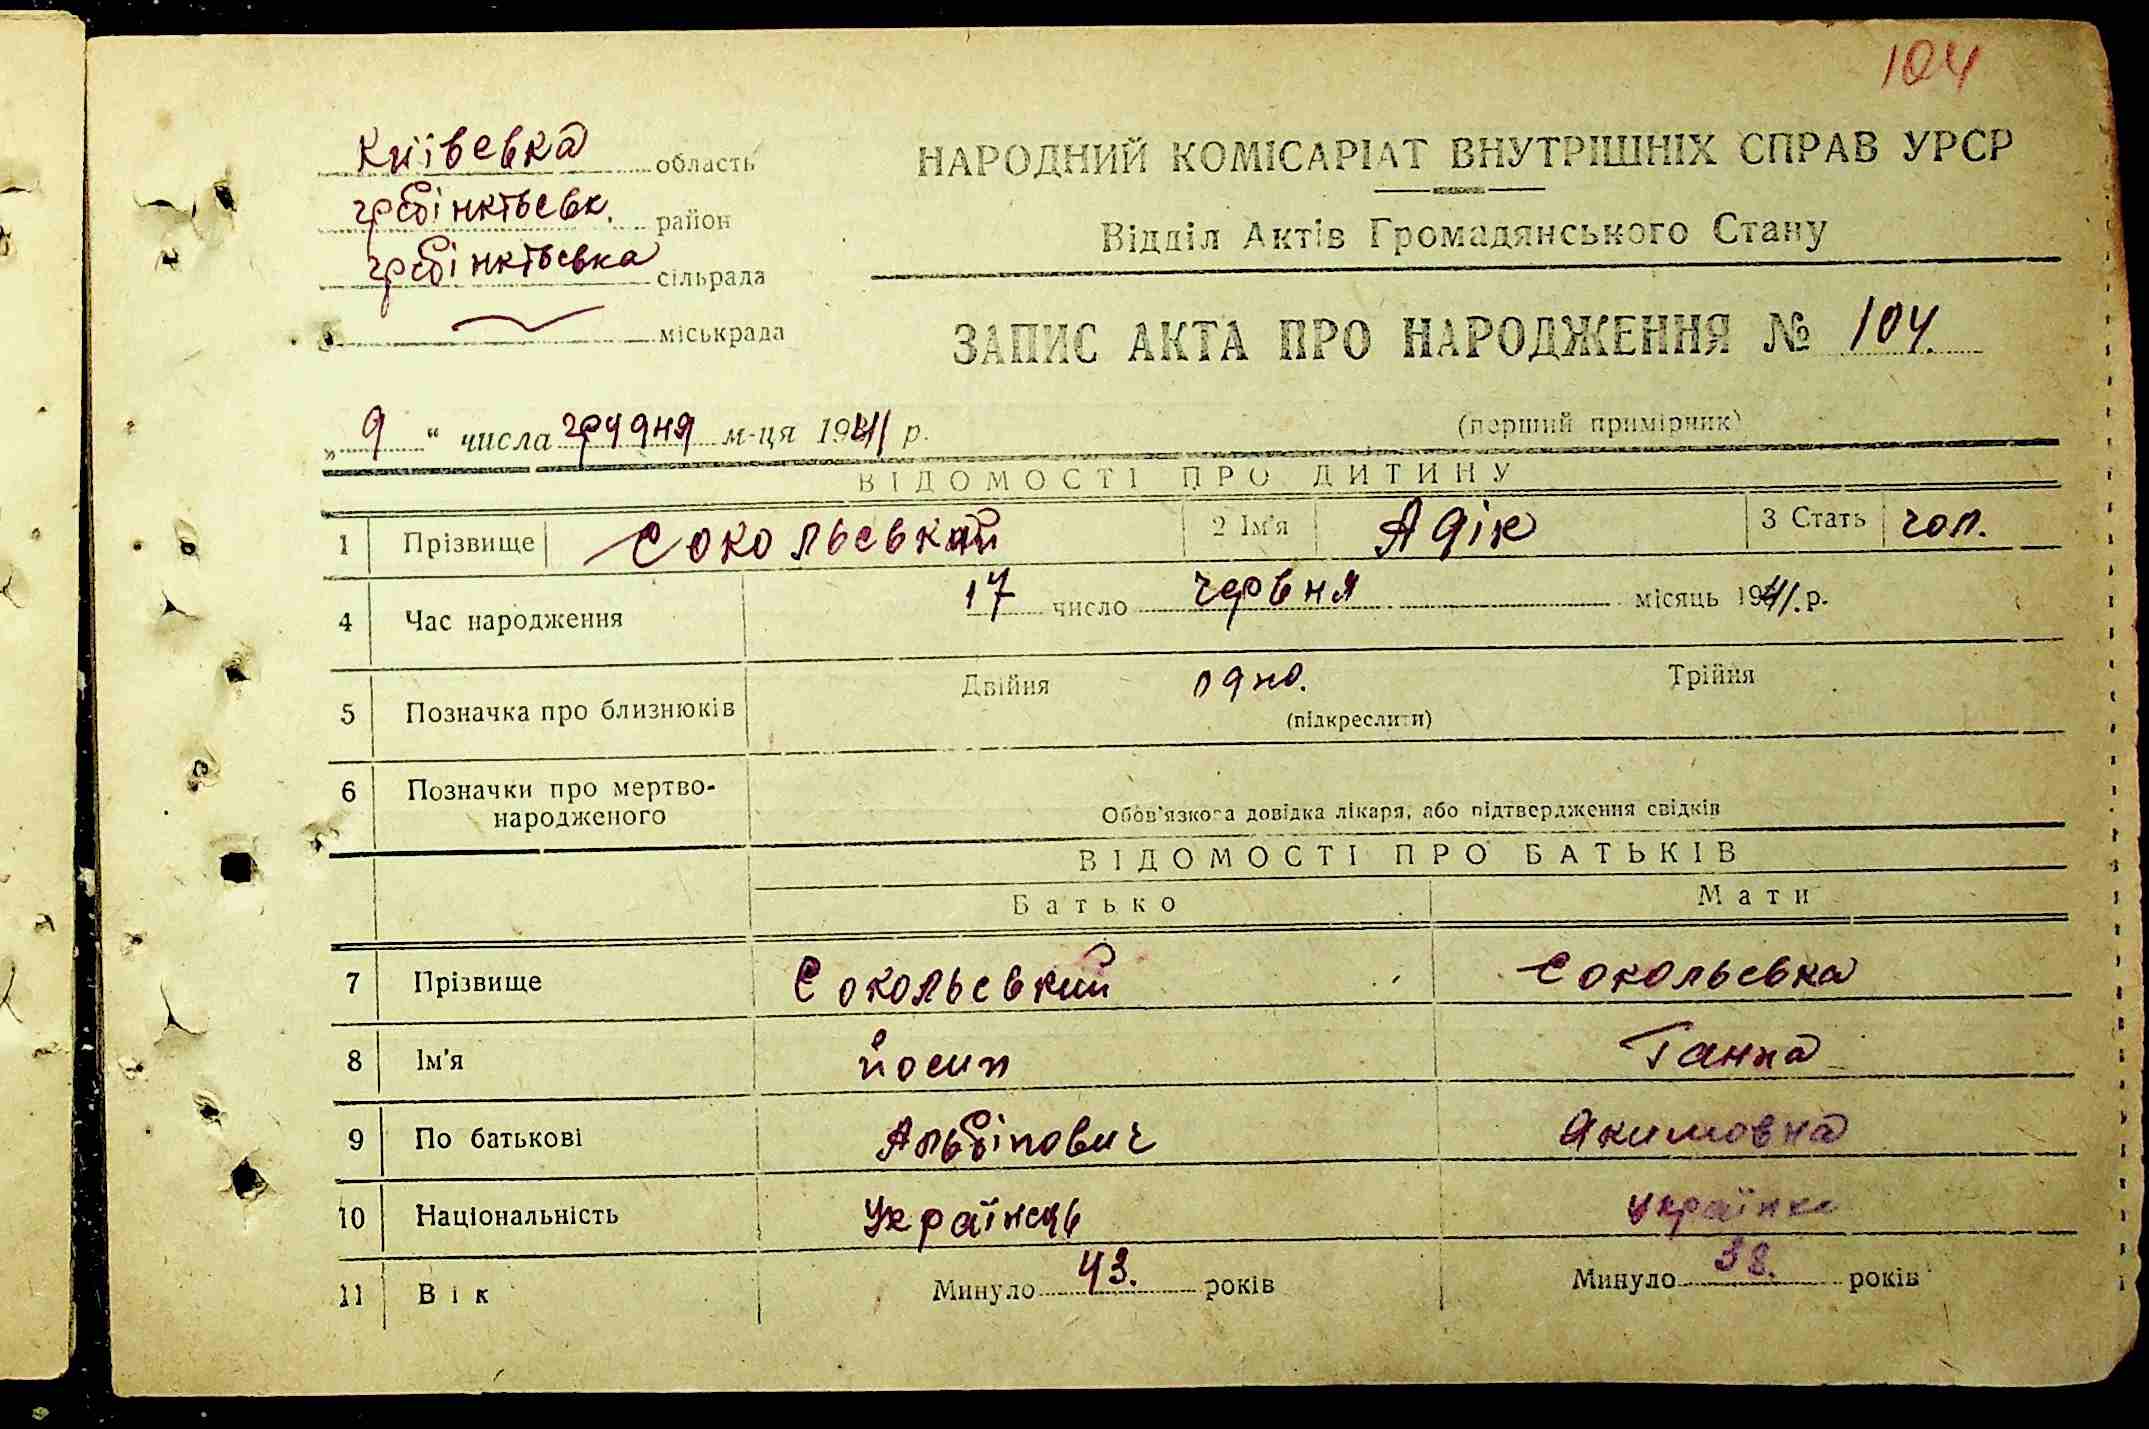 104
Київська область
гребінківськ. район
гребінківська сільрада
міськрада
НАРОДНИЙ КОМІСАРІАТ ВНУТРІШНІХ СПРАВ УРСР
Відділ Актів Громадянського Стану
ЗАПИС АКТА ПРО НАРОДЖЕННЯ № 104.
(перший примірник)
„ 9 “ числа грудня м-ця 1941 р.
ВІДОМОСТІ ПРО ДИТИНУ
1 Прізвище Сокольський 2 Ім'я Адік 3 Стать чол.
4 Час народження 17 число червня місяць 1941. р.
5 Позначка про близнюків Двійня одно. Трійня
(підкреслити)
6 Позначки про мертво-
народженого Обов'язкова довідка лікаря, або підтвердження свідків
ВІДОМОСТІ ПРО БАТЬКІВ
Батько Мати
7 Прізвище Сокольський Сокольська
8 Ім'я йосип Ганна
9 По батькові Альбінович Якимовна
10 Національність Українець українка
11 Вік Минуло 43. років Минуло 38. років